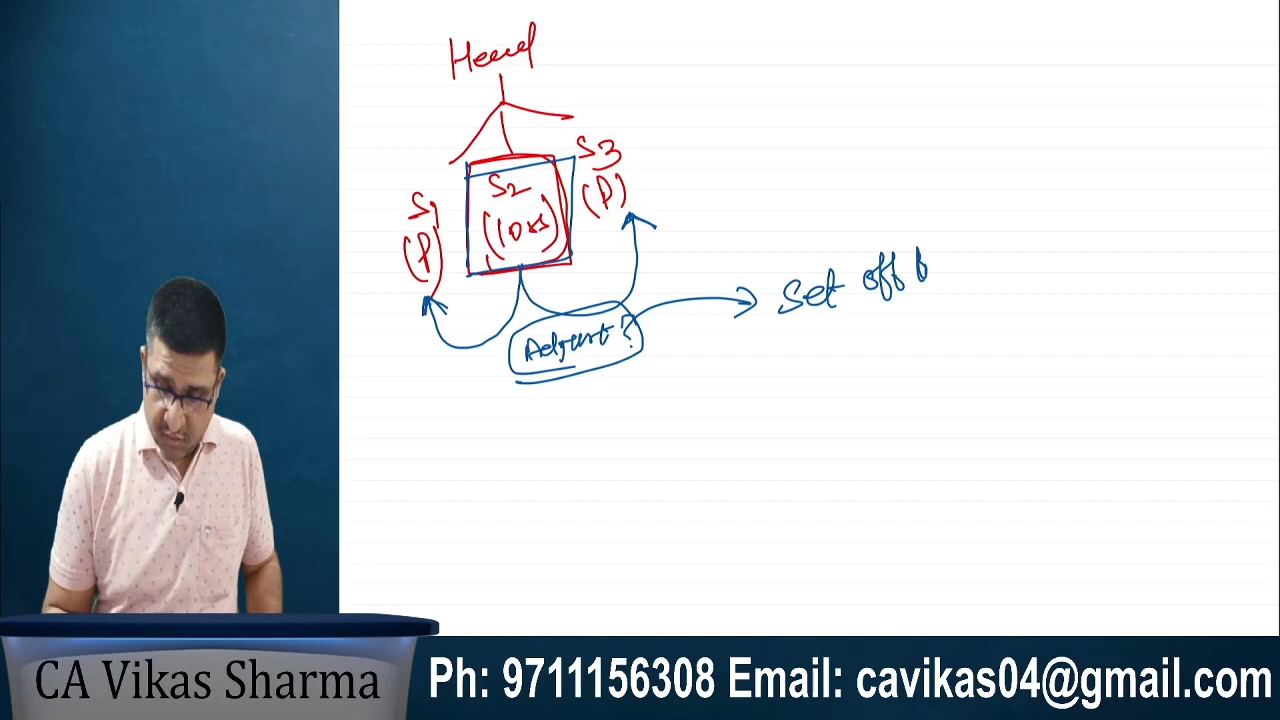 Head
S1
(P)
S2
(loss)
S3
(P)
Adjust?
Set off
CA Vikas Sharma
Ph: 9711156308 Email: cavikas04@gmail.com